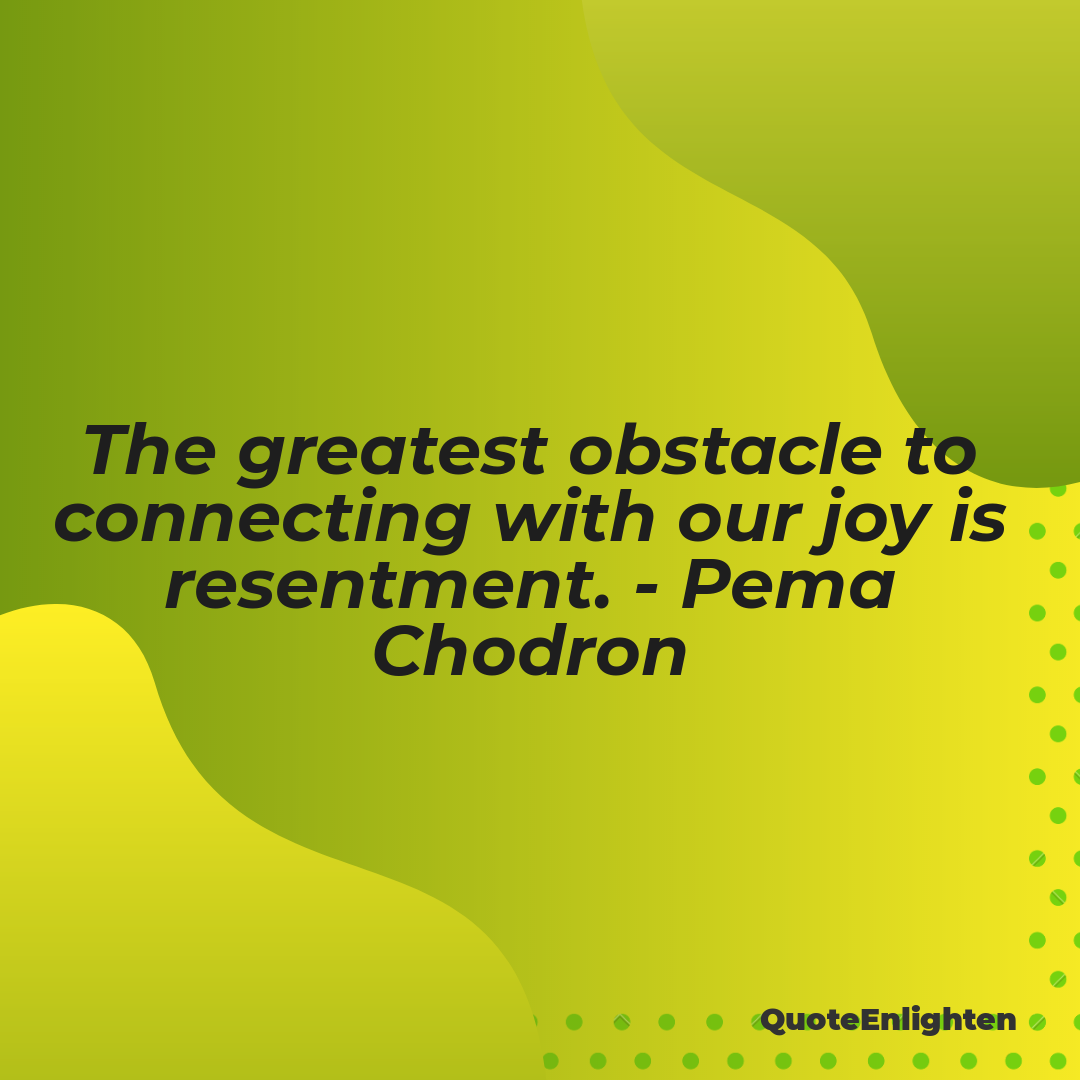 The greatest obstacle to
connecting with our joy is
resentment. - Pema
Chodron
QuoteEnlighten